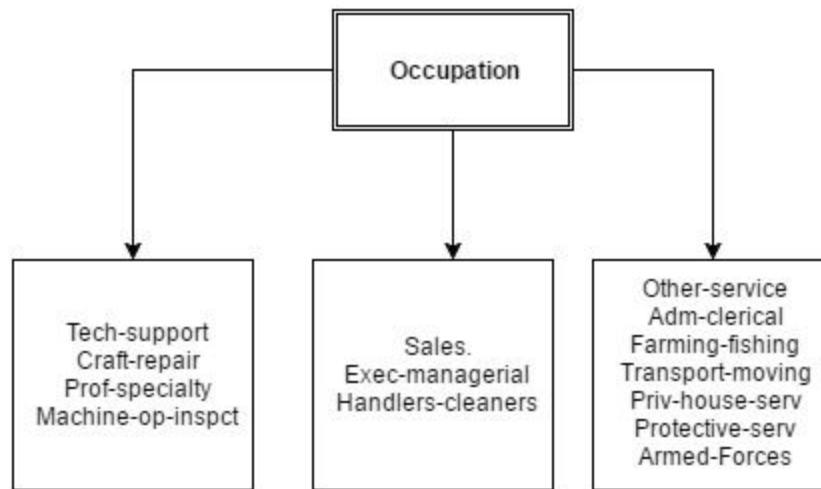 Occupation
Tech-support
Craft-repair
Prof-specialty
Machine-op-inspct
Sales.
Exec-managerial
Handlers-cleaners
Other-service
Adm-clerical
Farming-fishing
Transport-moving
Priv-house-serv
Protective-serv
Armed-Forces